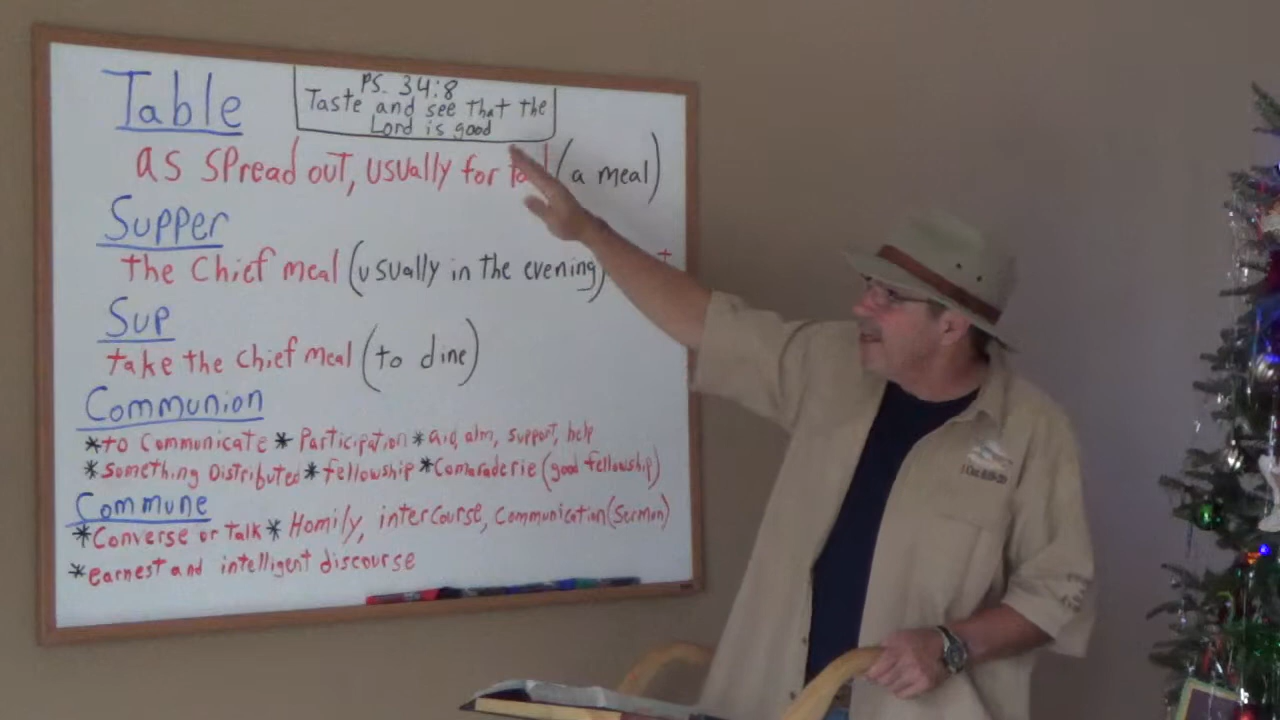 Table
PS. 34:8
Taste and see that the
Lord is good
as spread out, usually for (a meal)
Supper
the Chief meal (usually in the evening)
Sup
take the Chief meal (to dine)
Communion
*to Communicate * Participation * aid, alm, support, help
*Something Distributed * fellowship * Comaraderie (good fellowship)
Commune
*Converse or Talk * Homily, intercourse, Communication (Sermon)
*earnest and intelligent discourse